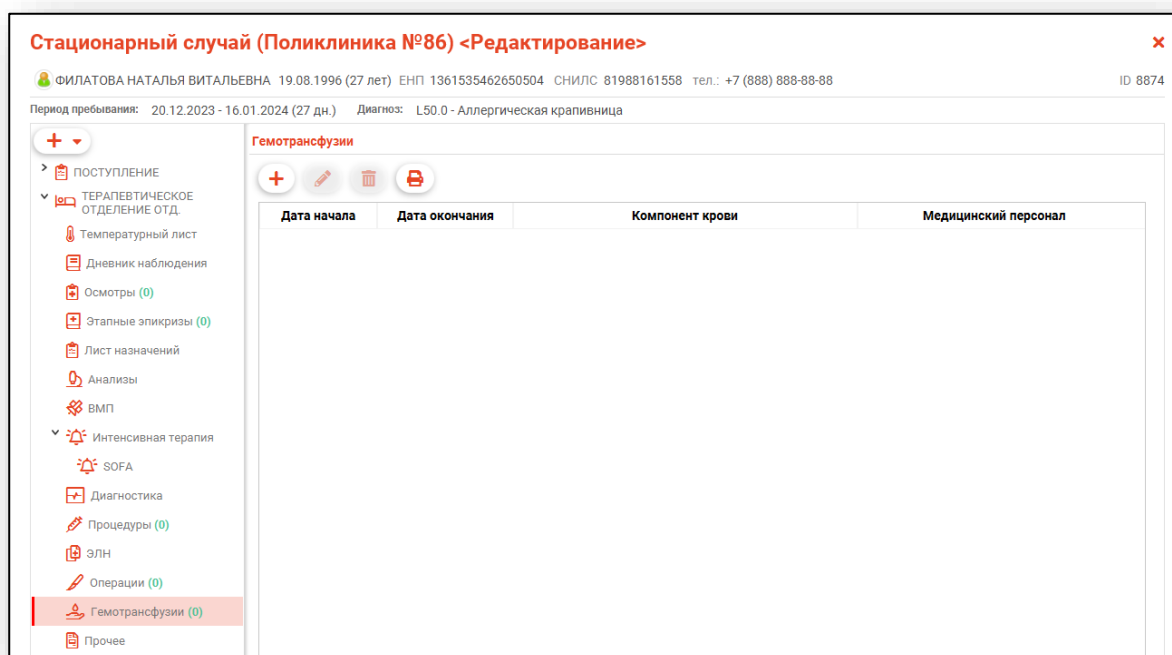 Стационарный случай (Поликлиника №86) <Редактирование>
ФИЛАТОВА НАТАЛЬЯ ВИТАЛЬЕВНА 19.08.1996 (27 лет) ЕНП 1361535462650504 СНИЛС 81988161558 тел.: +7 (888) 888-88-88 ID 8874
Период пребывания: 20.12.2023 - 16.01.2024 (27 дн.) Диагноз: L50.0 - Аллергическая крапивница
ПОСТУПЛЕНИЕ
ТЕРАПЕВТИЧЕСКОЕ
ОТДЕЛЕНИЕ ОТД.
Температурный лист
Дневник наблюдения
Осмотры (0)
Этапные эпикризы (0)
Лист назначений
Анализы
ВМП
Интенсивная терапия
SOFA
Диагностика
Процедуры (0)
ЭЛН
Операции (0)
Гемотрансфузии (0)
Прочее
Гемотрансфузии
Дата начала Дата окончания Компонент крови Медицинский персонал